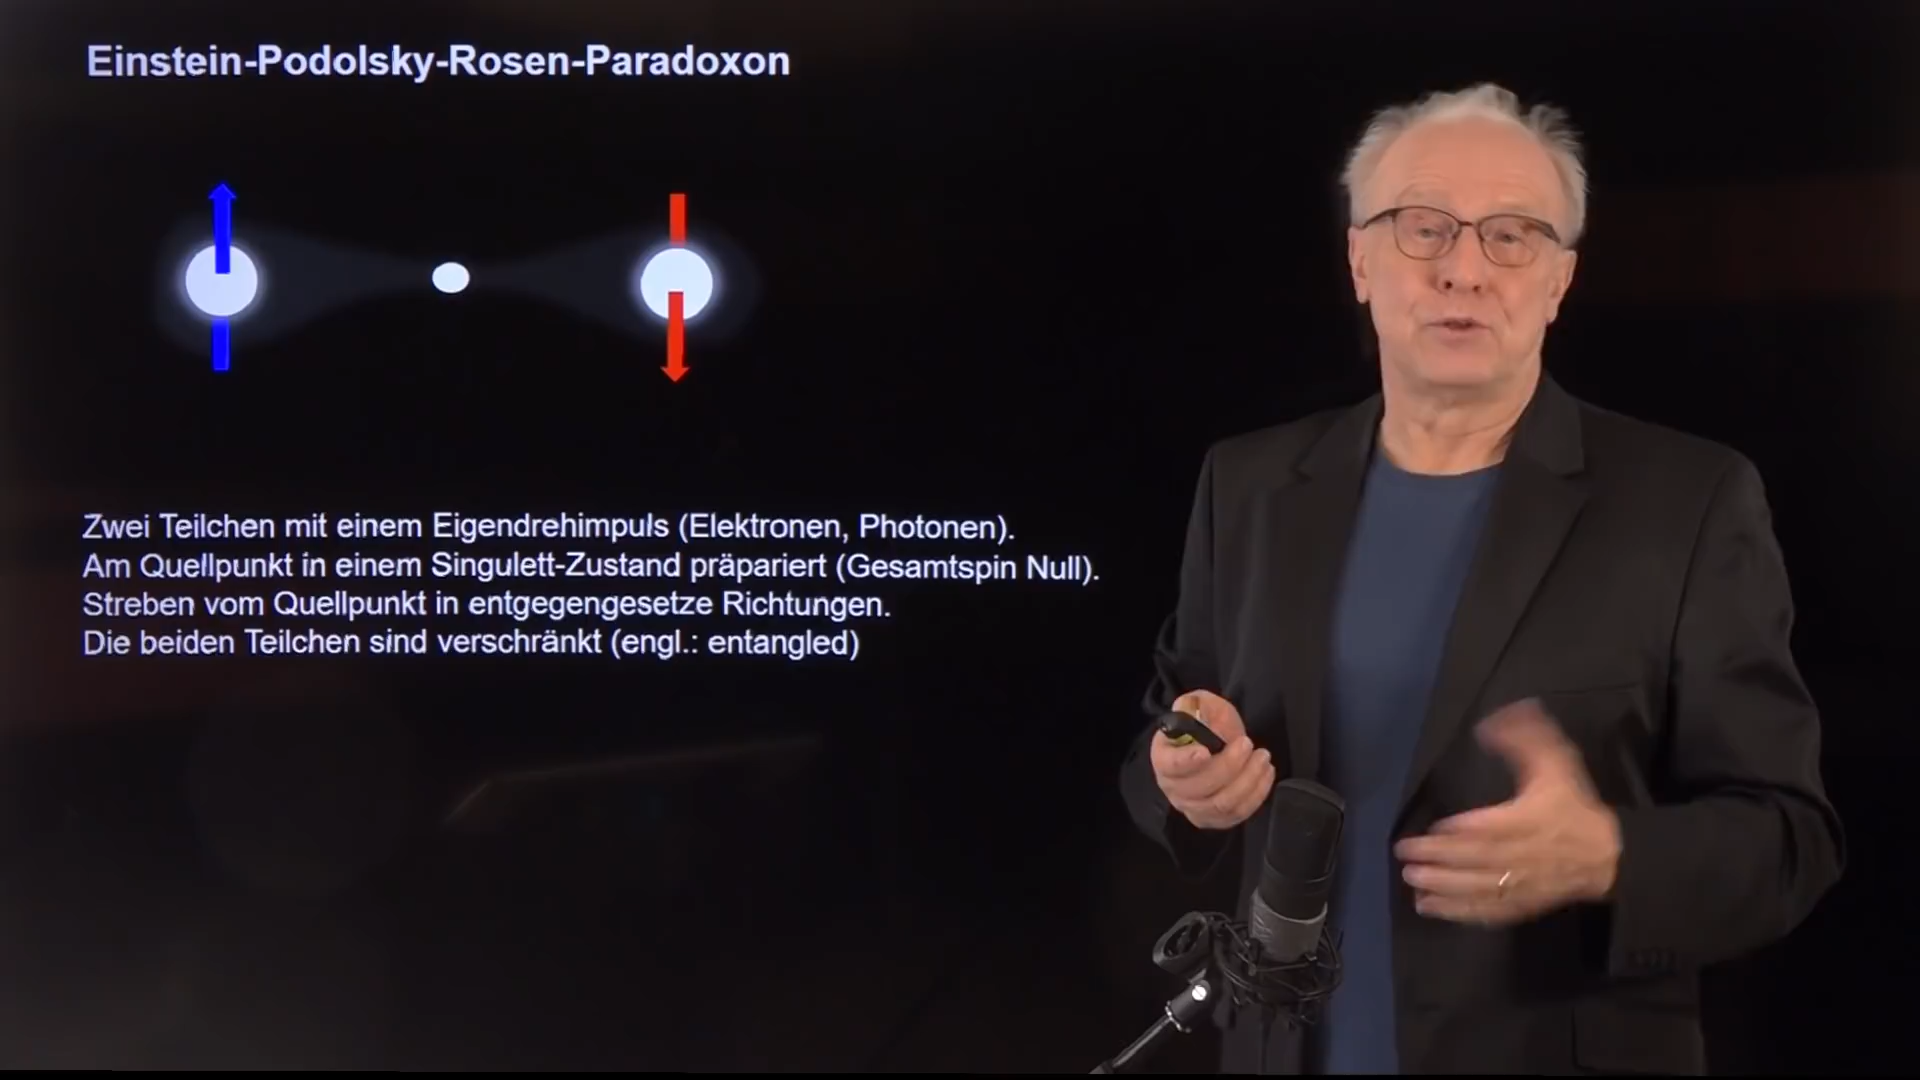 Einstein-Podolsky-Rosen-Paradoxon
Zwei Teilchen mit einem Eigendrehimpuls (Elektronen, Photonen).
Am Quellpunkt in einem Singulett-Zustand präpariert (Gesamtspin Null).
Streben vom Quellpunkt in entgegengesetze Richtungen.
Die beiden Teilchen sind verschränkt (engl.: entangled)